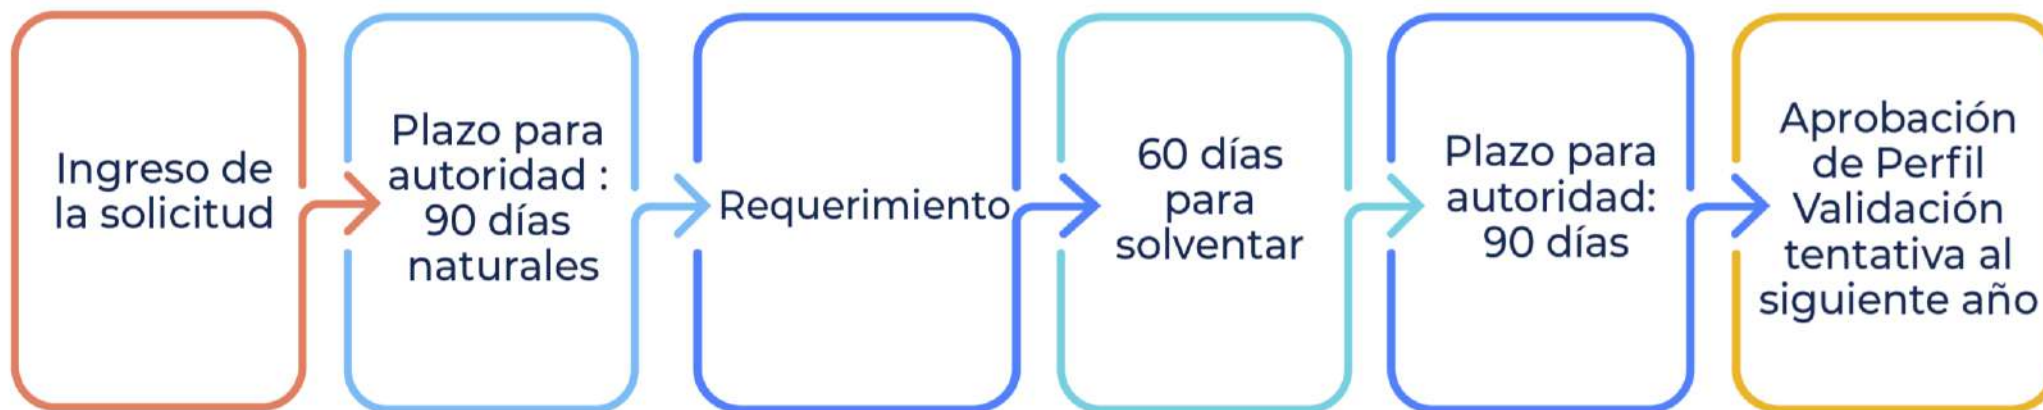 Ingreso de
la solicitud
Plazo para
autoridad :
90 días
naturales
Requerimiento
60 días
para
solventar
Plazo para
autoridad:
90 días
Aprobación
de Perfil
Validación
tentativa al
siguiente año